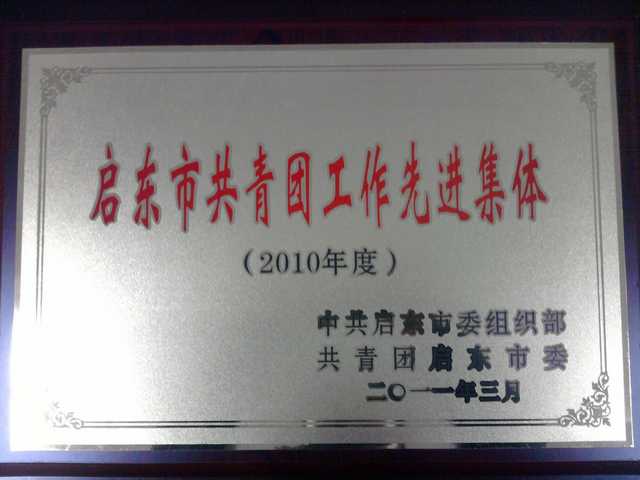 启东市共青团工作先进集体
（2010年度）
中共启东市委组织部
共青团启东市委
二〇一一年三月